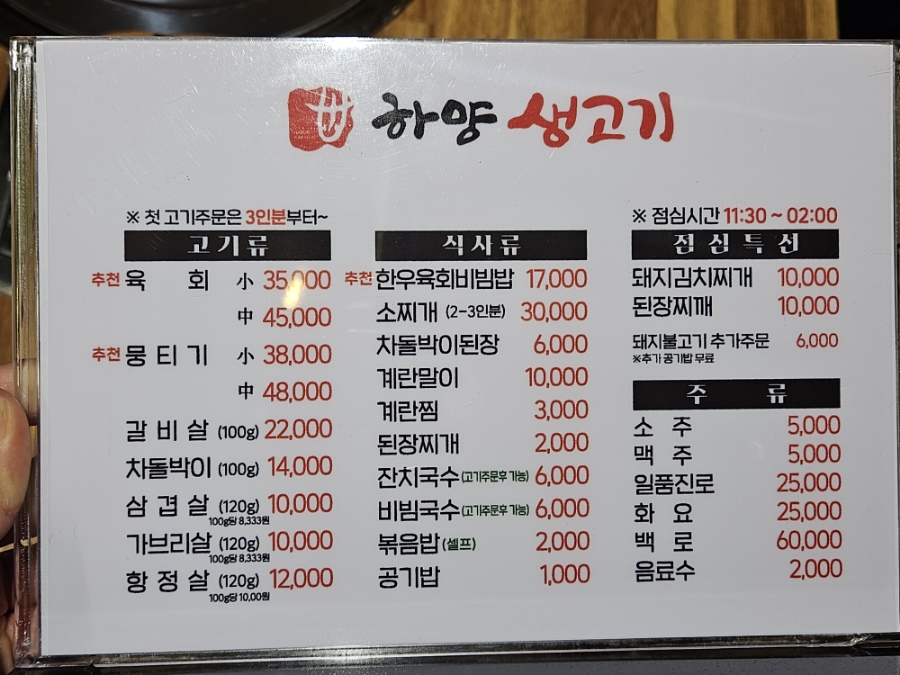 하양 생고기
※ 첫 고기주문은 3인분부터~
고기류
추천 육 회 小 35,000
中 45,000
추천 뭉티기 小 38,000
中 48,000
갈비살 (100g) 22,000
차돌박이 (100g) 14,000
삼겹살 (120g) 10,000
100g당 8,333원
가브리살 (120g) 10,000
100g당 8,333원
항정살 (120g) 12,000
100g당 10,00원
식사류
추천 한우육회비빔밥 17,000
소찌개 (2-3인분) 30,000
차돌박이된장 6,000
계란말이 10,000
계란찜 3,000
된장찌개 2,000
잔치국수 (고기주문후 가능) 6,000
비빔국수 (고기주문후 가능) 6,000
볶음밥 (셀프) 2,000
공기밥 1,000
※ 점심시간 11:30 ~ 02:00
점심특선
돼지김치찌개 10,000
된장찌깨 10,000
돼지불고기 추가주문 6,000
※추가 공기밥 무료
주 류
소 주 5,000
맥 주 5,000
일품진로 25,000
화 요 25,000
백 로 60,000
음료수 2,000